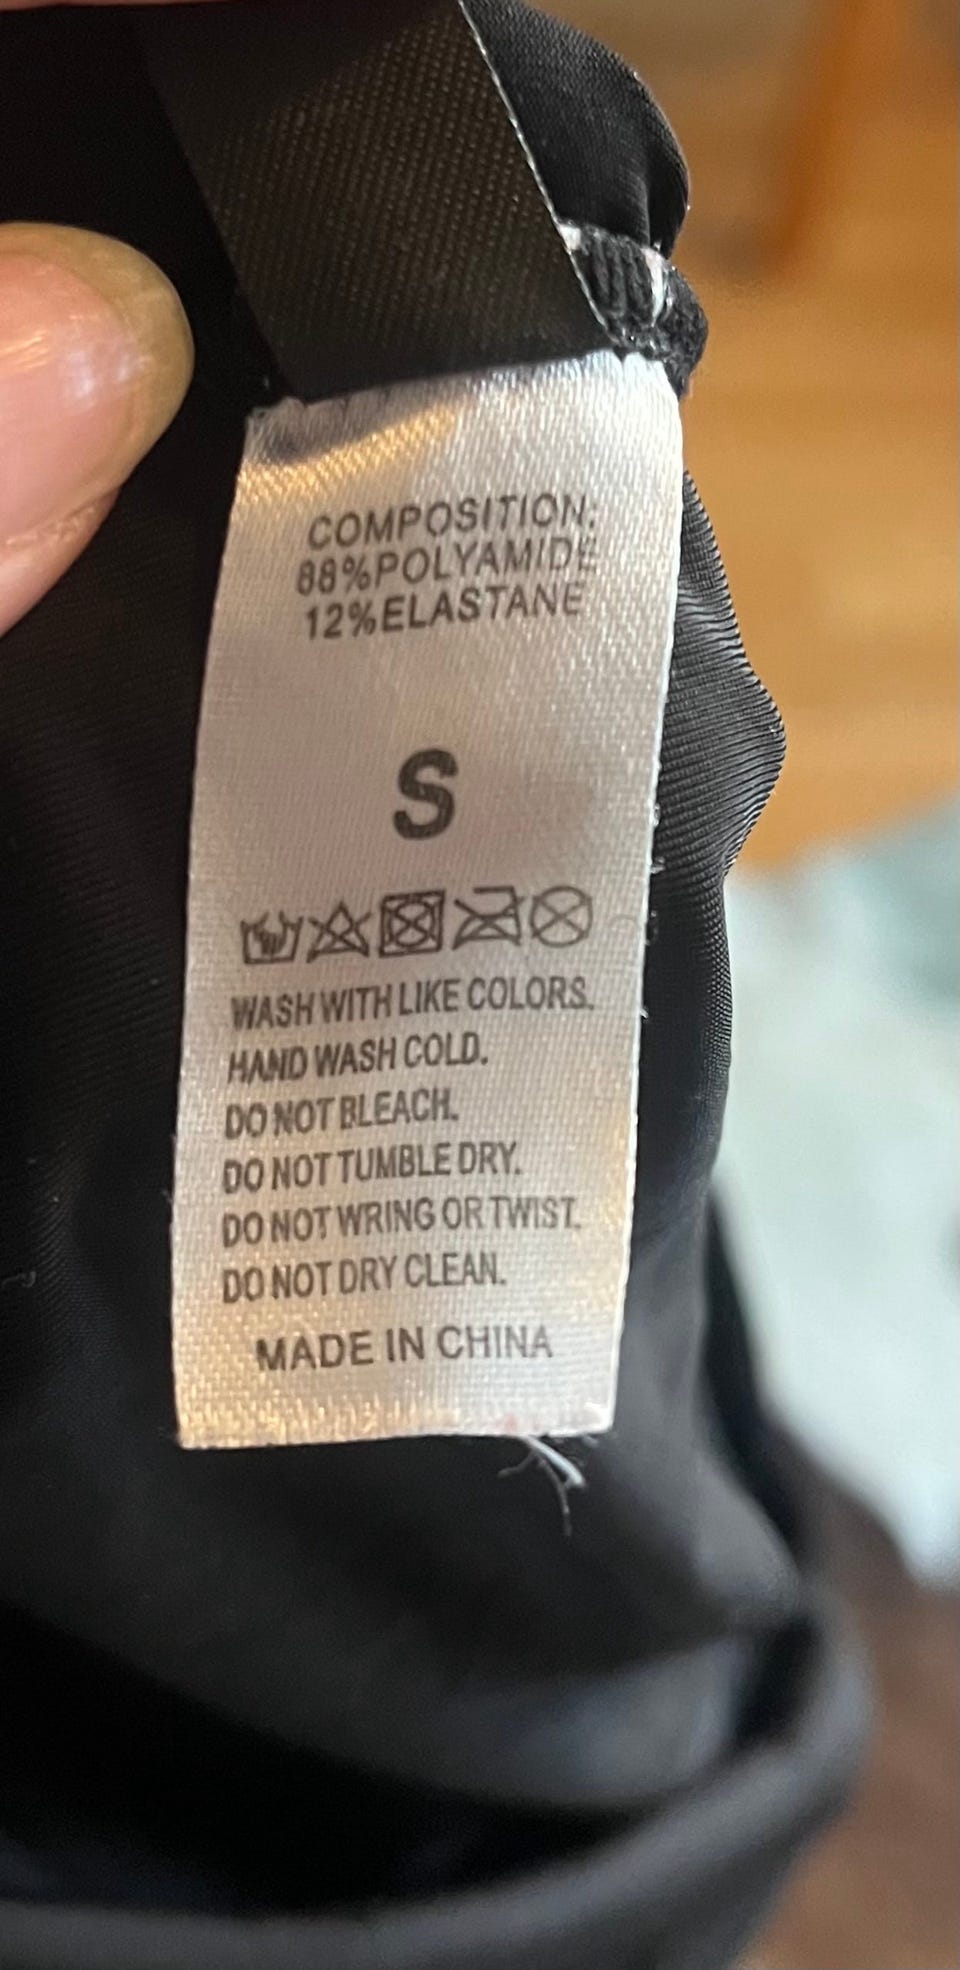 COMPOSITION:
88%POLYAMIDE
12%ELASTANE
S
WASH WITH LIKE COLORS.
HAND WASH COLD.
DO NOT BLEACH.
DO NOT TUMBLE DRY.
DO NOT WRING OR TWIST.
DO NOT DRY CLEAN.
MADE IN CHINA